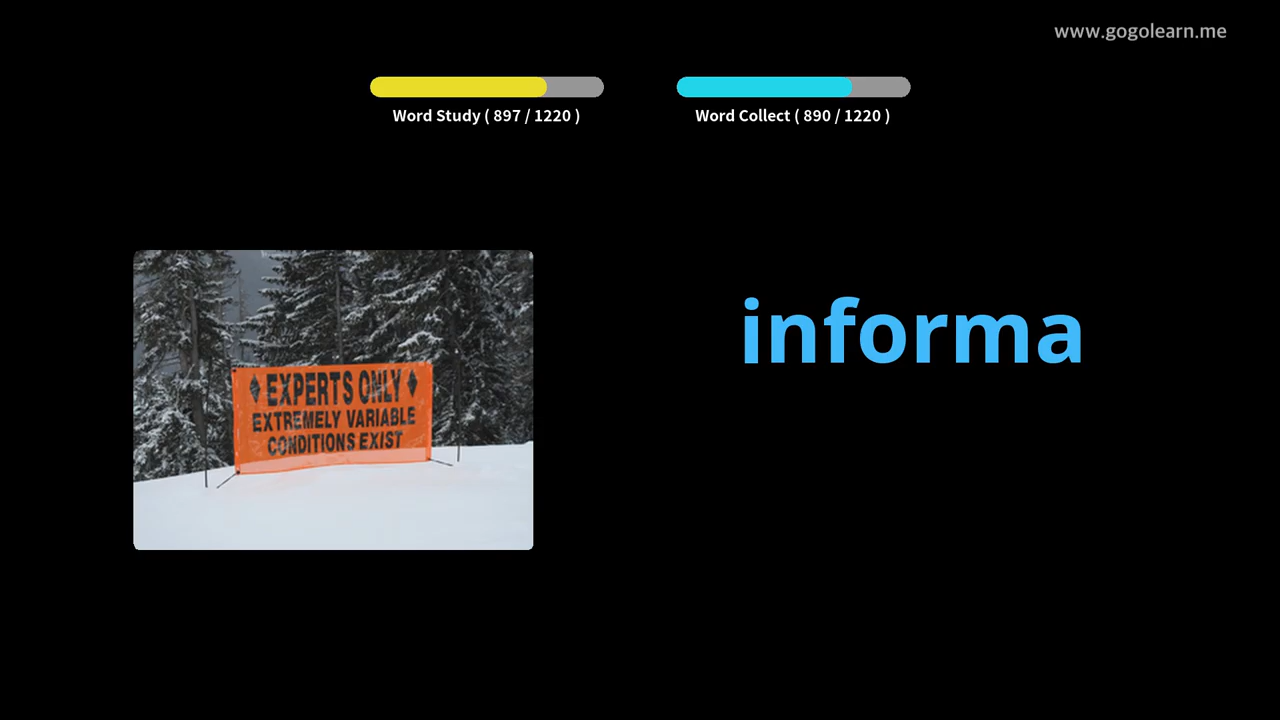 www.gogolearn.me
Word Study ( 897 / 1220 )
Word Collect ( 890 / 1220 )
EXPERTS ONLY
EXTREMELY VARIABLE
CONDITIONS EXIST
informa